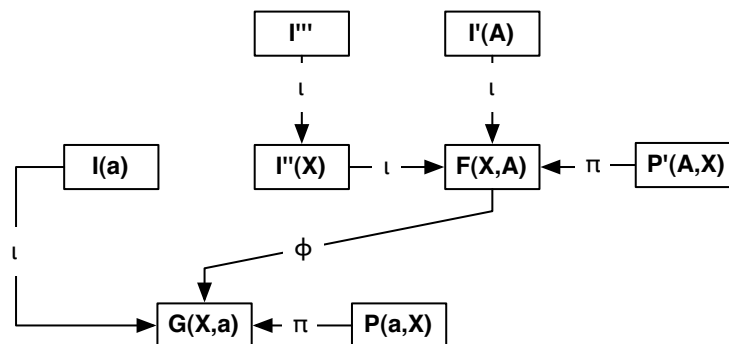 I''' I'(A)
ι ι
I(a) I''(X) ι F(X,A) π P'(A,X)
ι ϕ
G(X,a) π P(a,X)